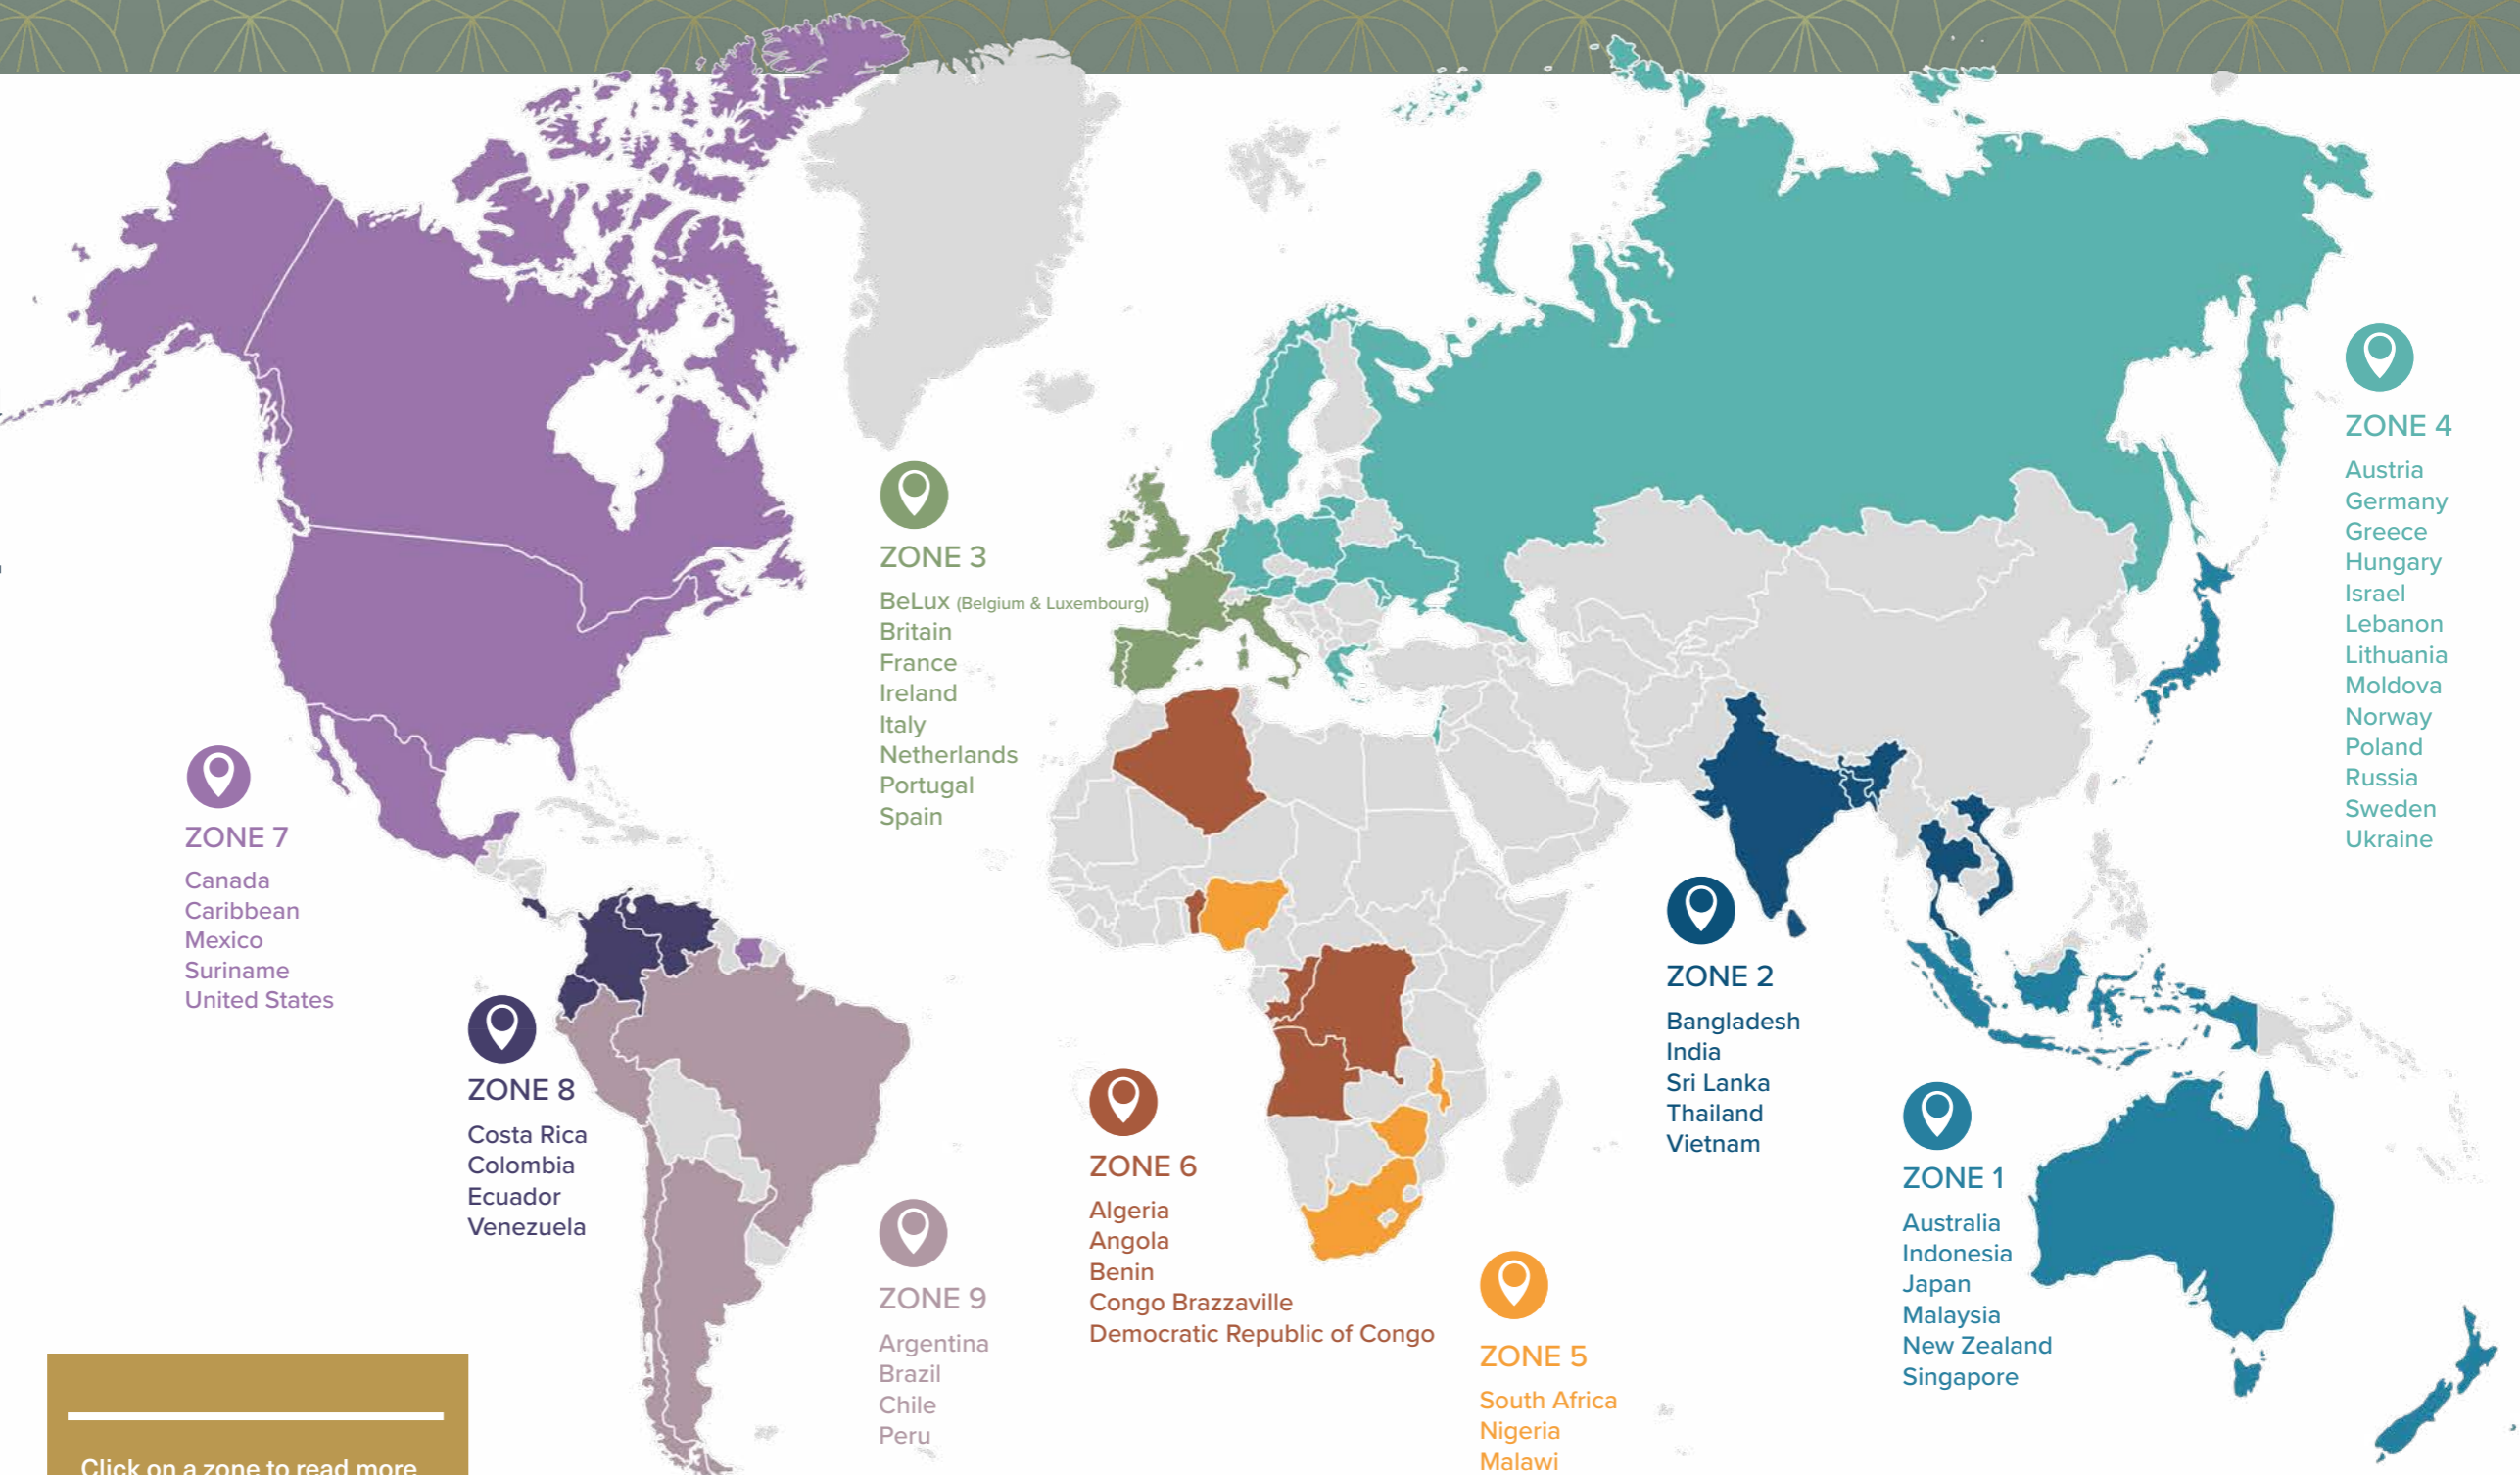 ZONE 4
Austria
Germany
Greece
Hungary
Israel
Lebanon
Lithuania
Moldova
Norway
Poland
Russia
Sweden
Ukraine
ZONE 3
BeLux (Belgium & Luxembourg)
Britain
France
Ireland
Italy
Netherlands
Portugal
Spain
ZONE 7
Canada
Caribbean
Mexico
Suriname
United States
ZONE 8
Costa Rica
Colombia
Ecuador
Venezuela
ZONE 9
Argentina
Brazil
Chile
Peru
ZONE 6
Algeria
Angola
Benin
Congo Brazzaville
Democratic Republic of Congo
ZONE 5
South Africa
Nigeria
Malawi
ZONE 2
Bangladesh
India
Sri Lanka
Thailand
Vietnam
ZONE 1
Australia
Indonesia
Japan
Malaysia
New Zealand
Singapore
Click on a zone to read more